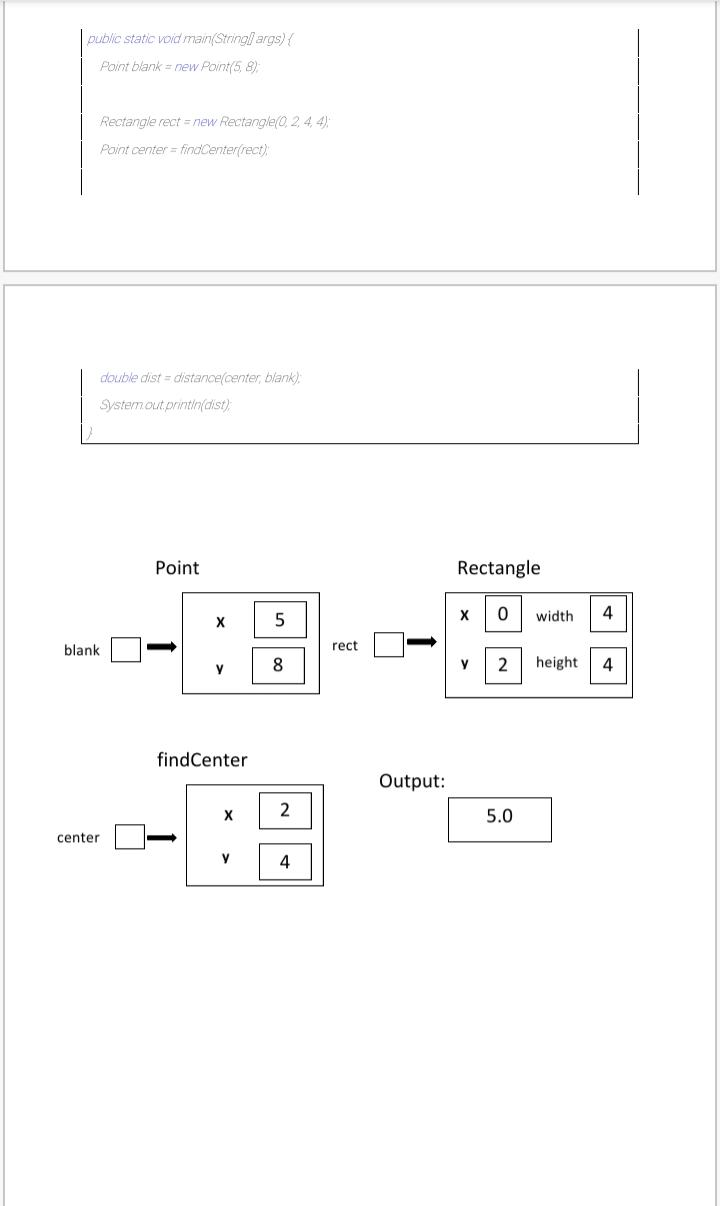 public static void main(String[] args) {
Point blank = new Point(5, 8);
Rectangle rect = new Rectangle(0, 2, 4, 4);
Point center = findCenter(rect);
double dist = distance(center, blank);
System.out.println(dist);
}
Point
Rectangle
x 5
x 0 width 4
blank
rect
y 8
y 2 height 4
findCenter
Output:
x 2
5.0
center
y 4